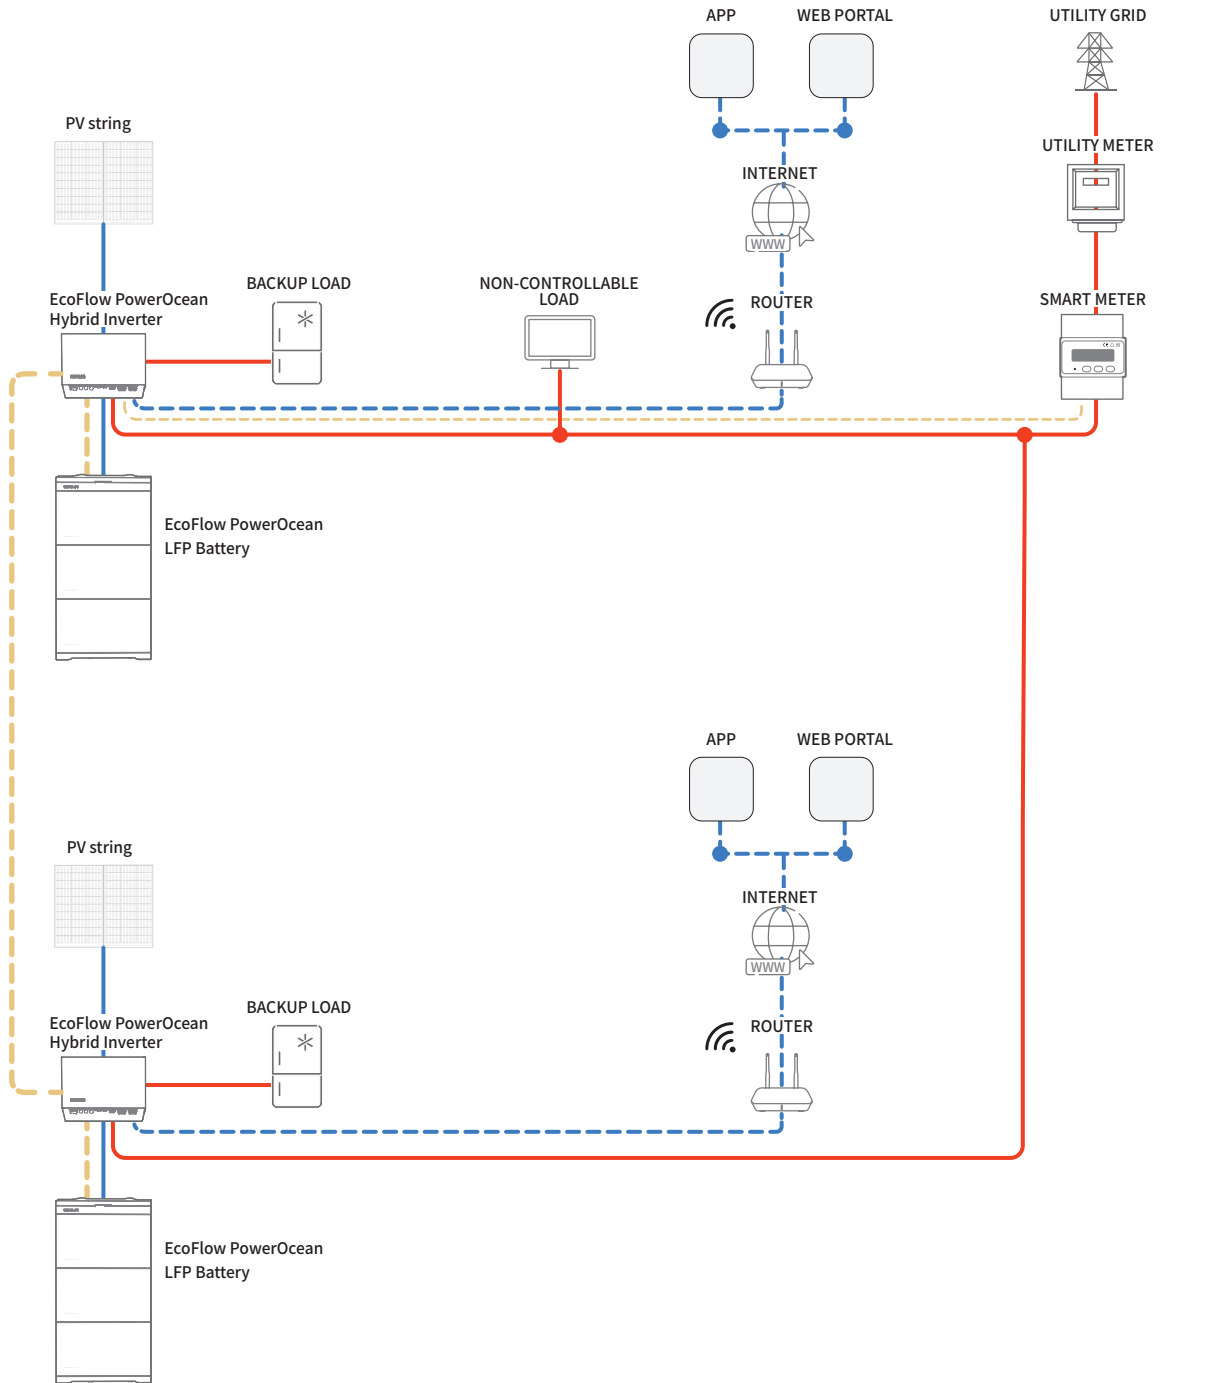 APP
WEB PORTAL
UTILITY GRID
PV string
UTILITY METER
INTERNET
WWW
EcoFlow PowerOcean
Hybrid Inverter
BACKUP LOAD
NON-CONTROLLABLE
LOAD
ROUTER
SMART METER
EcoFlow PowerOcean
LFP Battery
APP
WEB PORTAL
PV string
INTERNET
WWW
EcoFlow PowerOcean
Hybrid Inverter
BACKUP LOAD
ROUTER
EcoFlow PowerOcean
LFP Battery